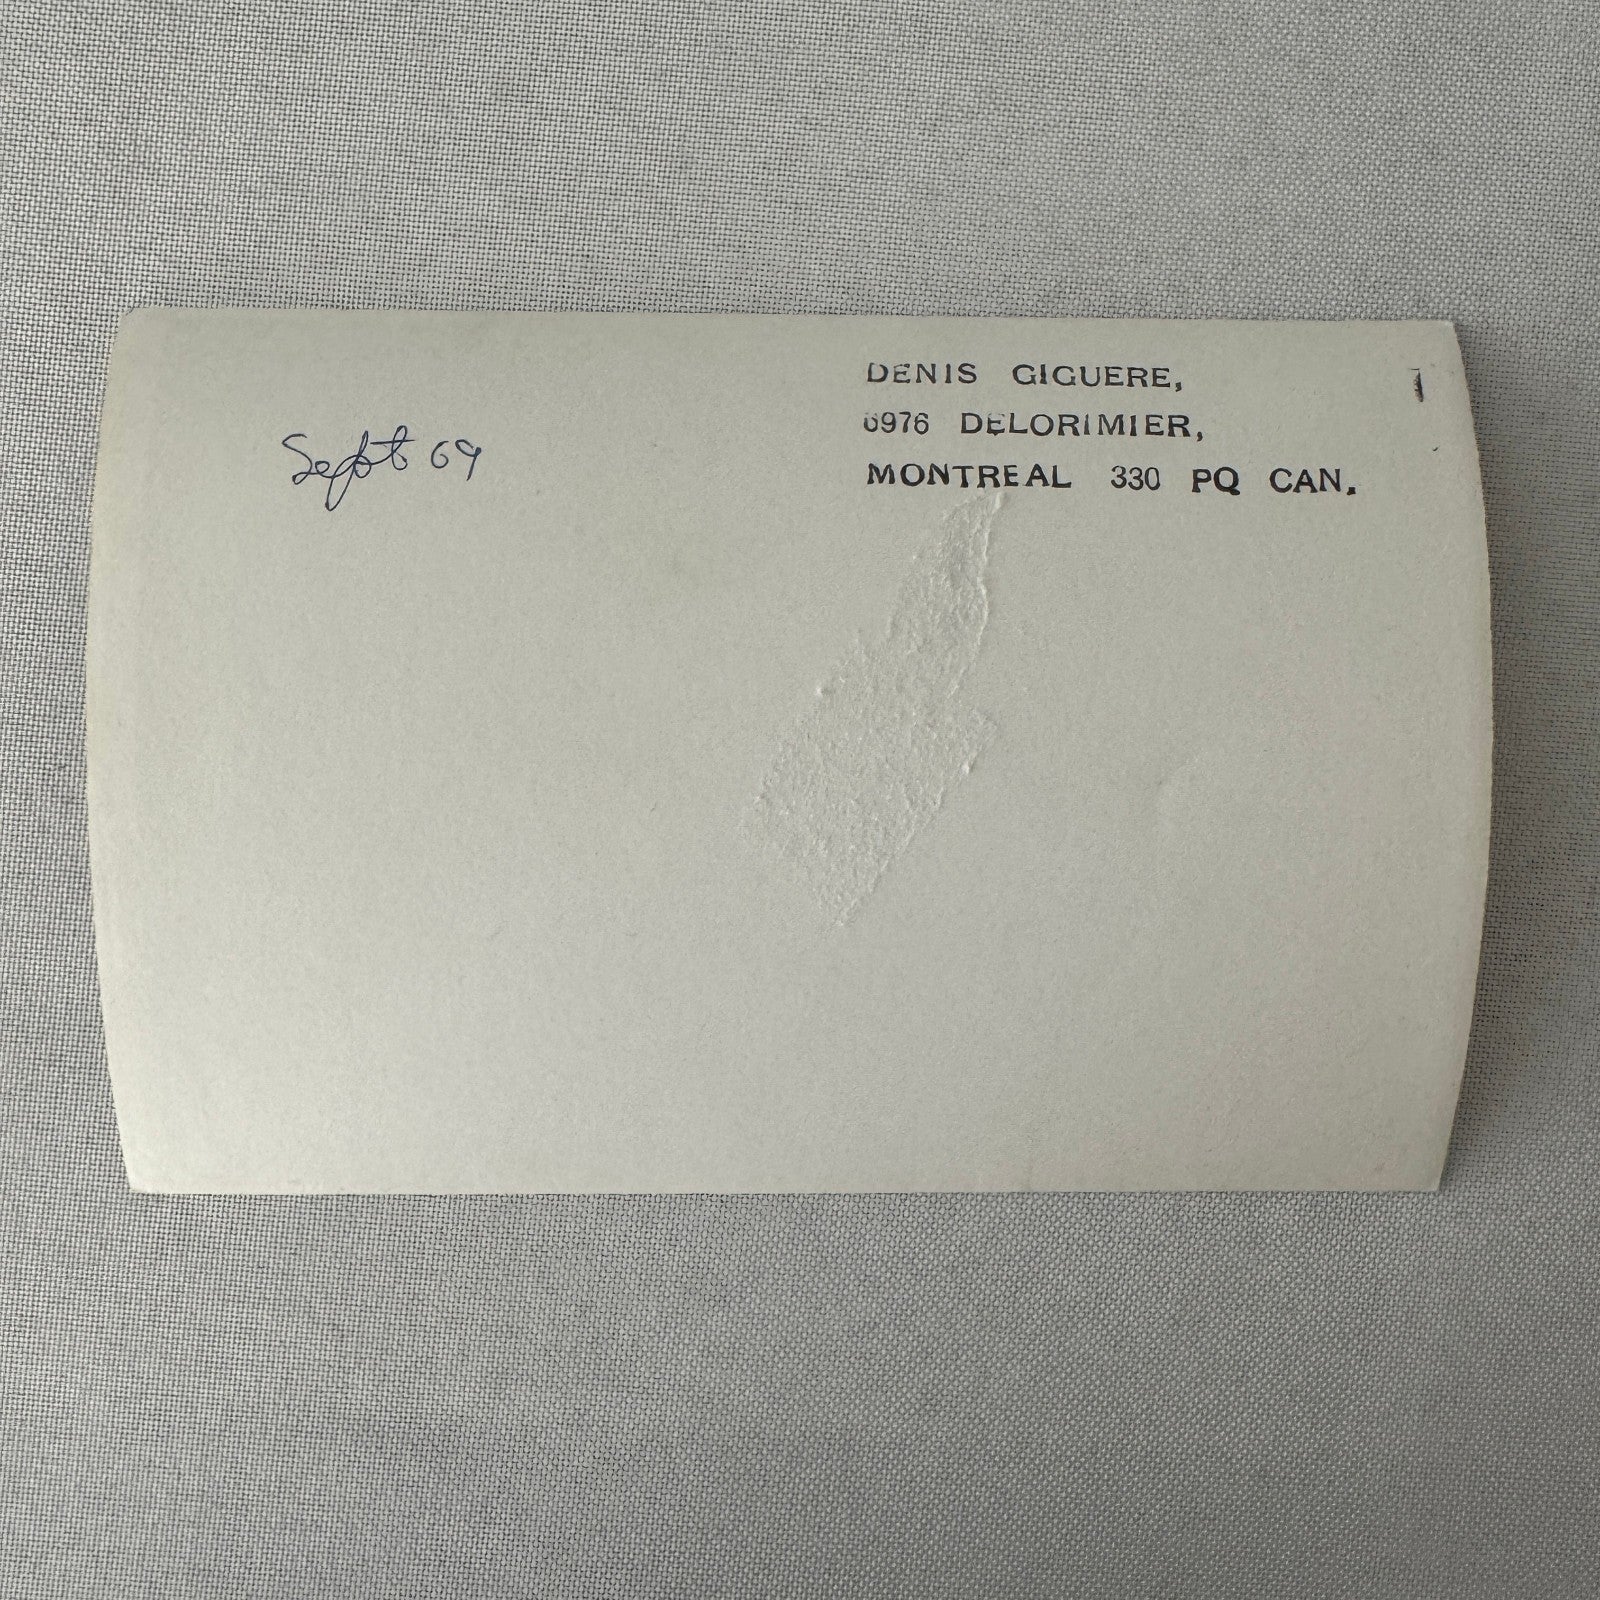 DENIS GIGUERE,
6976 DELORIMIER,
MONTREAL 330 PQ CAN.
Sept 69